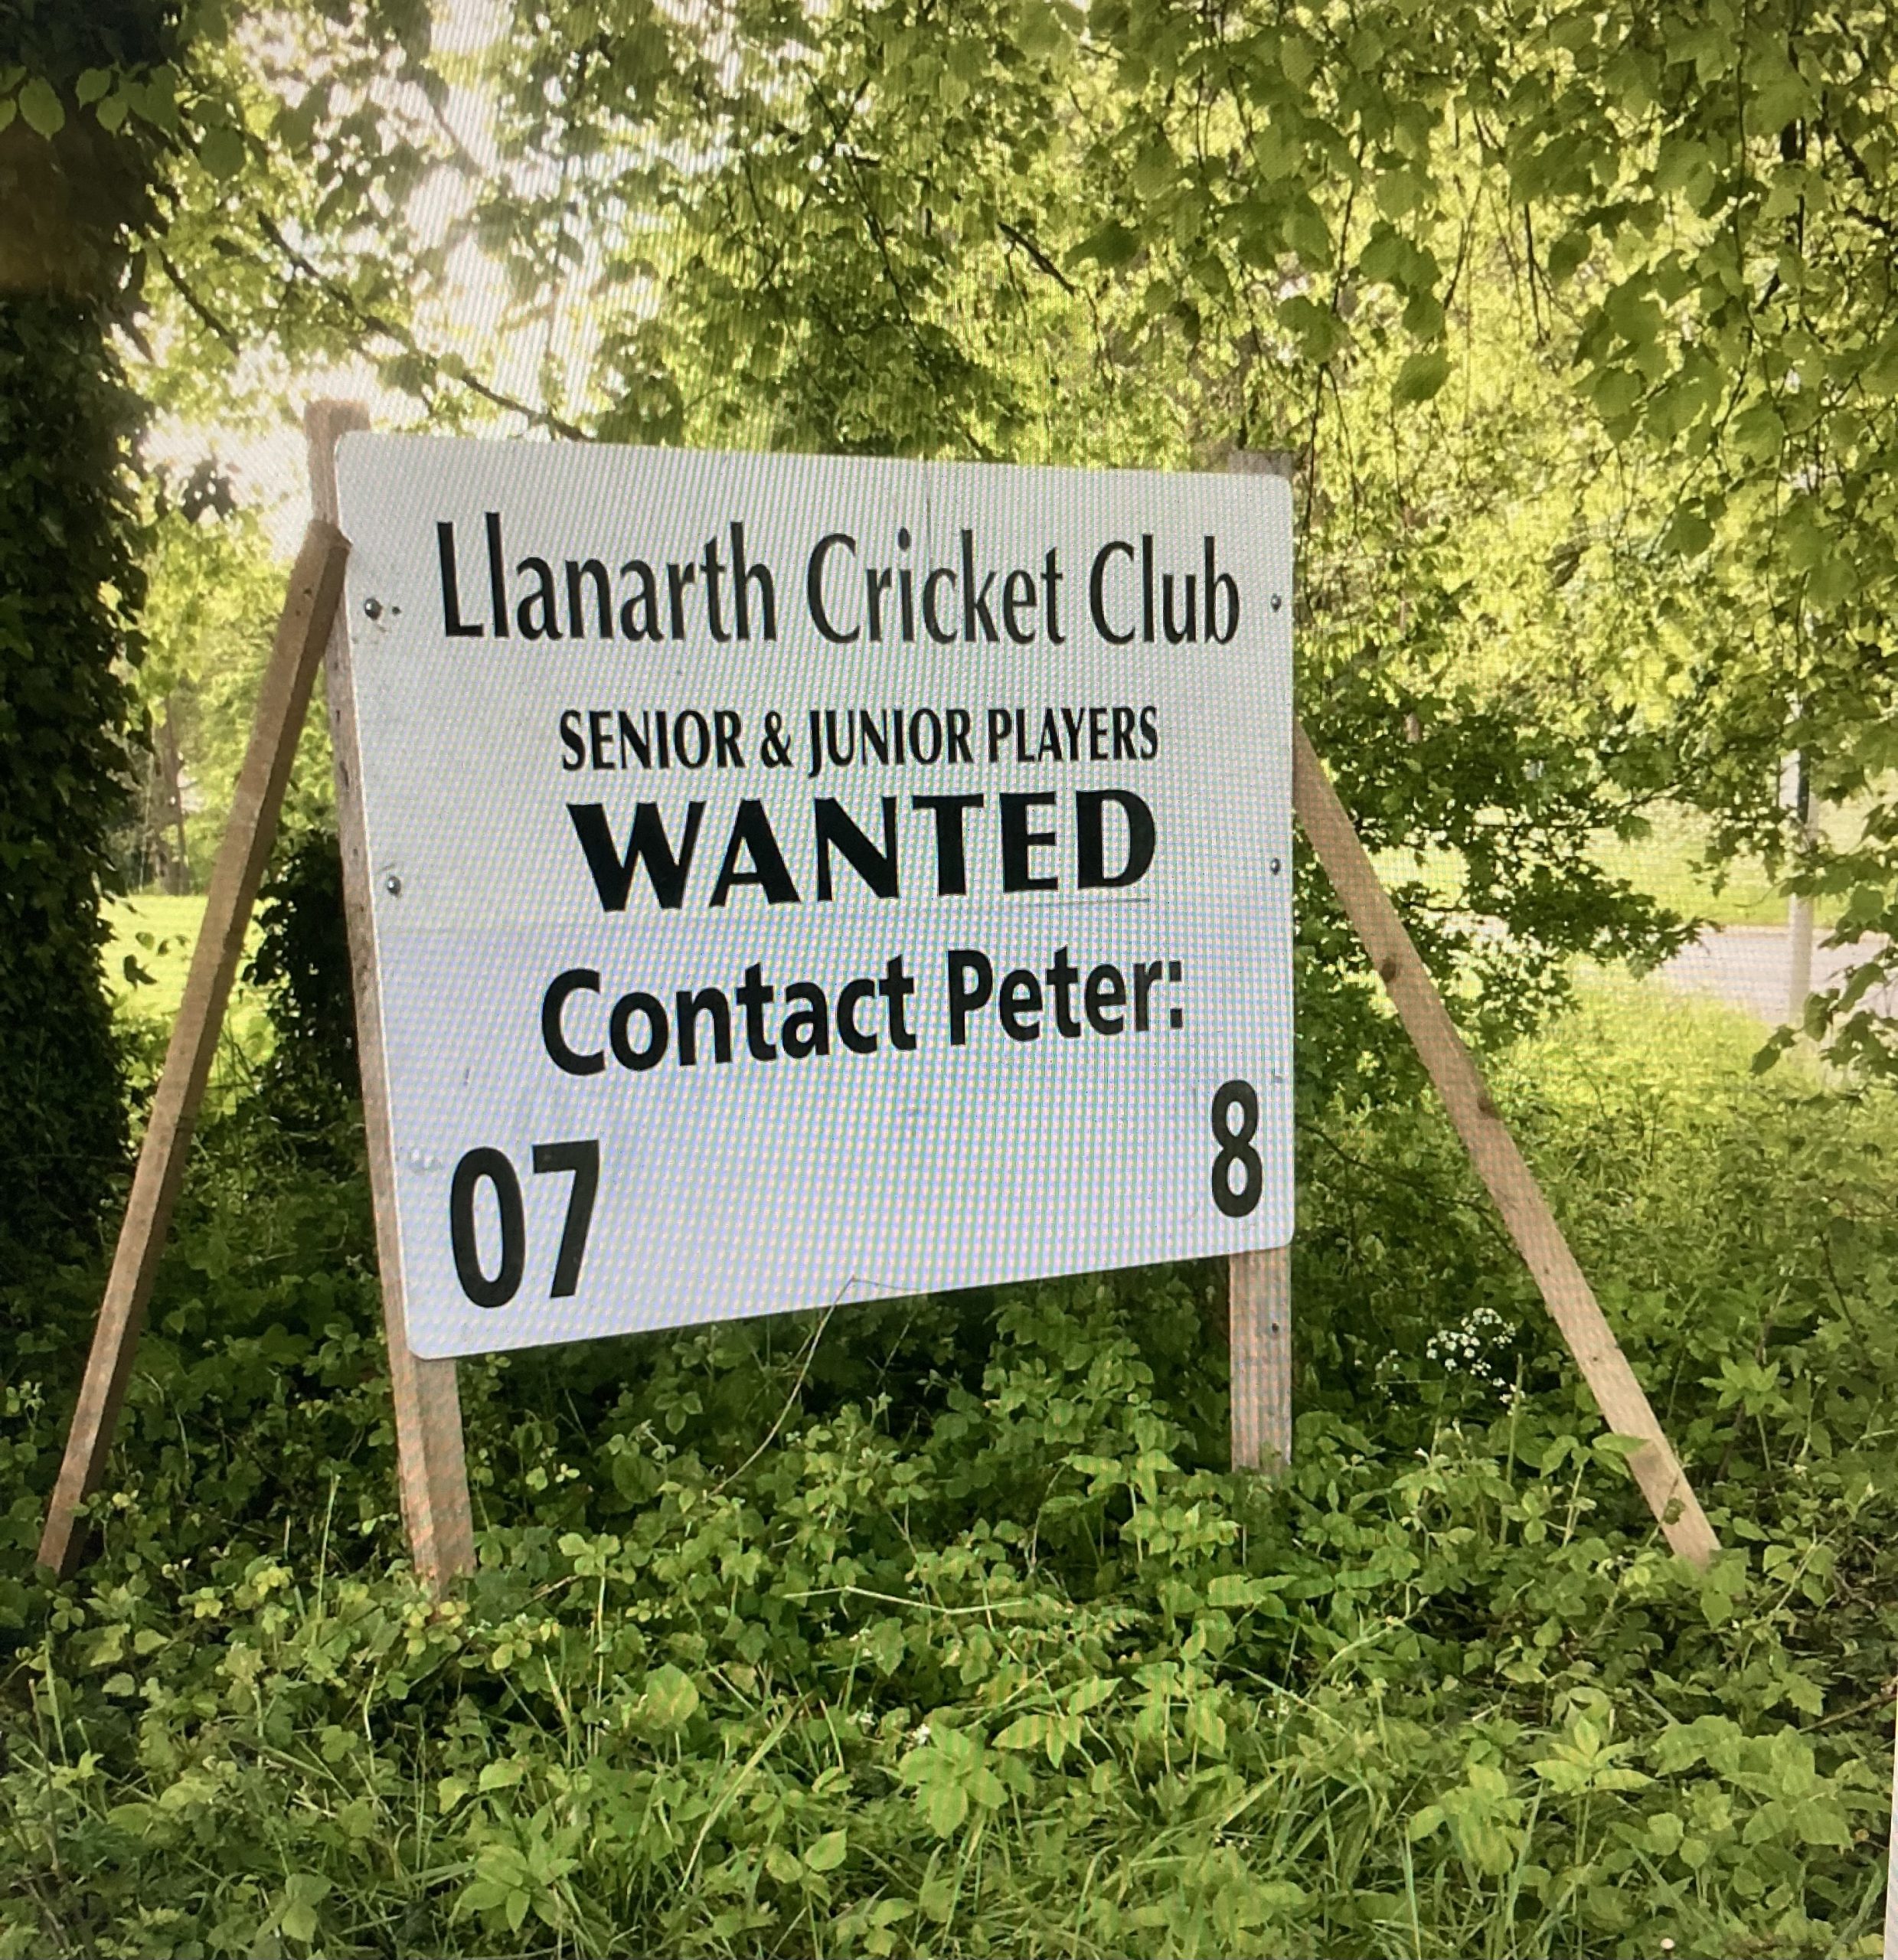 Llanarth Cricket Club
SENIOR & JUNIOR PLAYERS
WANTED
Contact Peter:
07 8